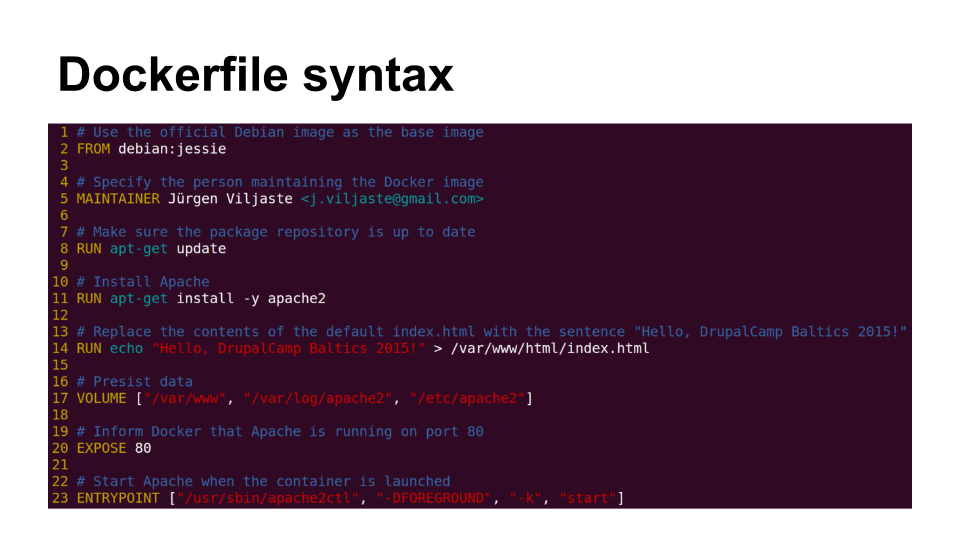 Dockerfile syntax
1 # Use the official Debian image as the base image
2 FROM debian:jessie
3
4 # Specify the person maintaining the Docker image
5 MAINTAINER Jürgen Viljaste <j.viljaste@gmail.com>
6
7 # Make sure the package repository is up to date
8 RUN apt-get update
9
10 # Install Apache
11 RUN apt-get install -y apache2
12
13 # Replace the contents of the default index.html with the sentence "Hello, DrupalCamp Baltics 2015!"
14 RUN echo "Hello, DrupalCamp Baltics 2015!" > /var/www/html/index.html
15
16 # Presist data
17 VOLUME ["/var/www", "/var/log/apache2", "/etc/apache2"]
18
19 # Inform Docker that Apache is running on port 80
20 EXPOSE 80
21
22 # Start Apache when the container is launched
23 ENTRYPOINT ["/usr/sbin/apache2ctl", "-DFOREGROUND", "-k", "start"]